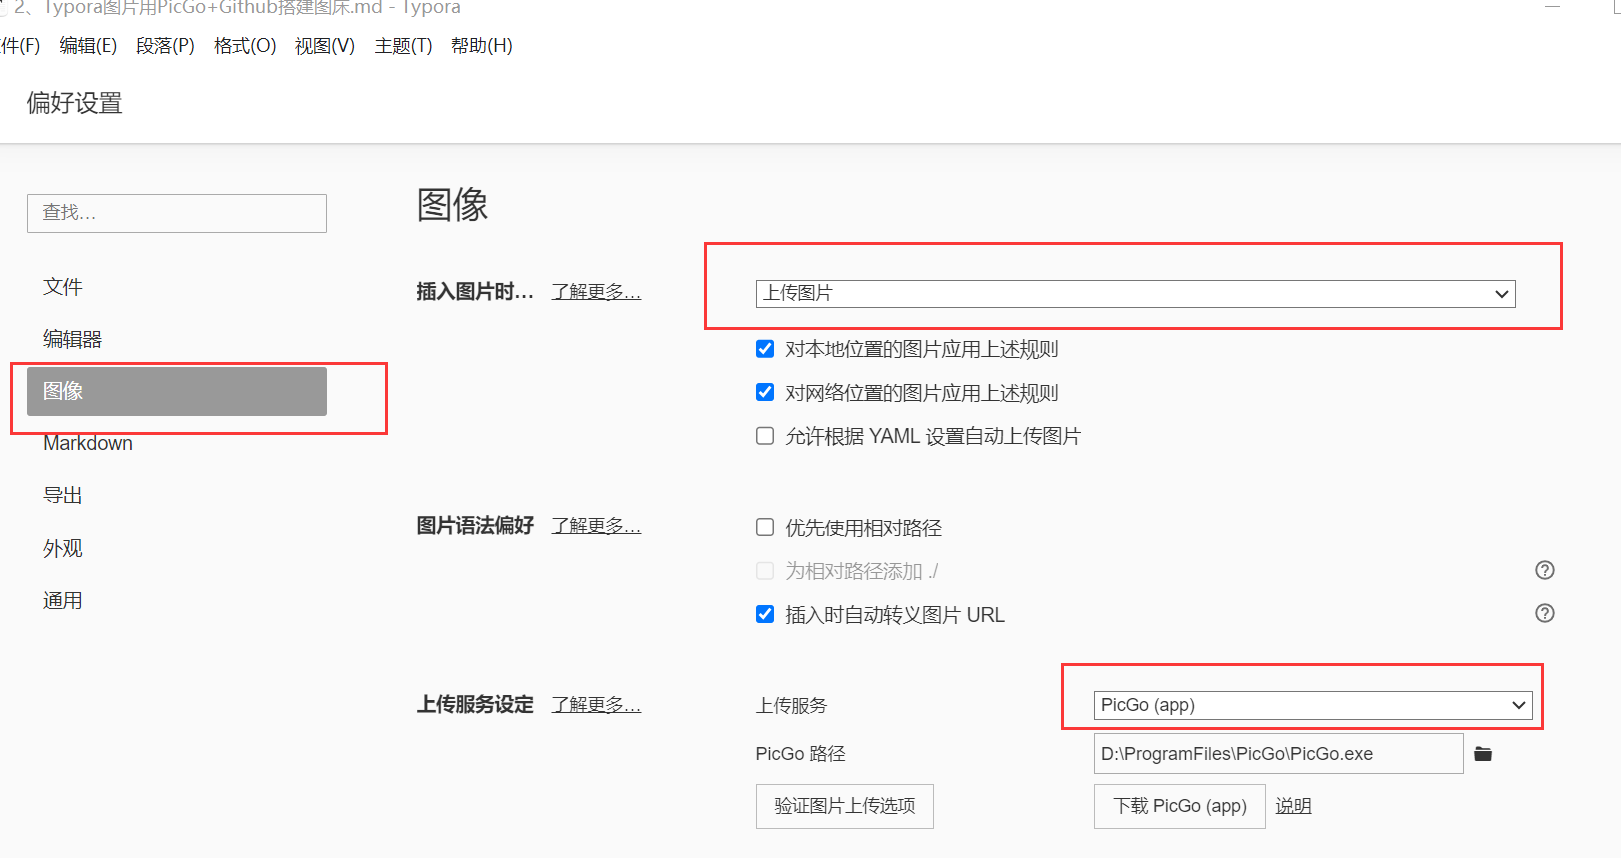 2、Typora图片用PicGo+Github搭建图床.md - Typora
件(F) 编辑(E) 段落(P) 格式(O) 视图(V) 主题(T) 帮助(H)
偏好设置
查找...
文件
编辑器
图像
Markdown
导出
外观
通用
图像
插入图片时... 了解更多...
上传图片
对本地位置的图片应用上述规则
对网络位置的图片应用上述规则
允许根据 YAML 设置自动上传图片
图片语法偏好 了解更多...
优先使用相对路径
为相对路径添加 ./
插入时自动转义图片 URL
上传服务设定 了解更多...
上传服务 PicGo (app)
PicGo 路径 D:\ProgramFiles\PicGo\PicGo.exe
验证图片上传选项 下载 PicGo (app) 说明